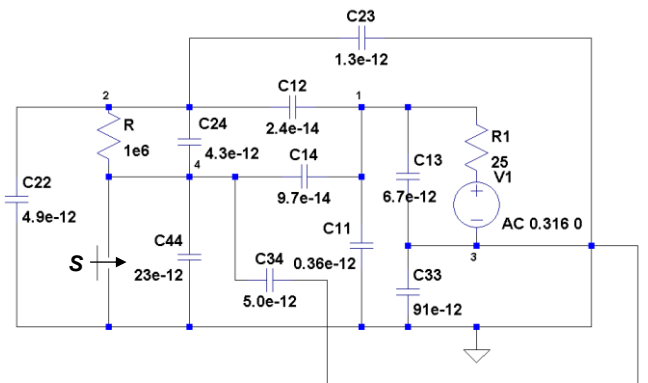 C23
1.3e-12
2
C12
1
R
C24
2.4e-14
R1
1e6
4.3e-12
C14
C13
25
4
V1
C22
9.7e-14
6.7e-12
4.9e-12
C11
AC 0.316 0
C44
C34
0.36e-12
3
S
23e-12
C33
5.0e-12
91e-12